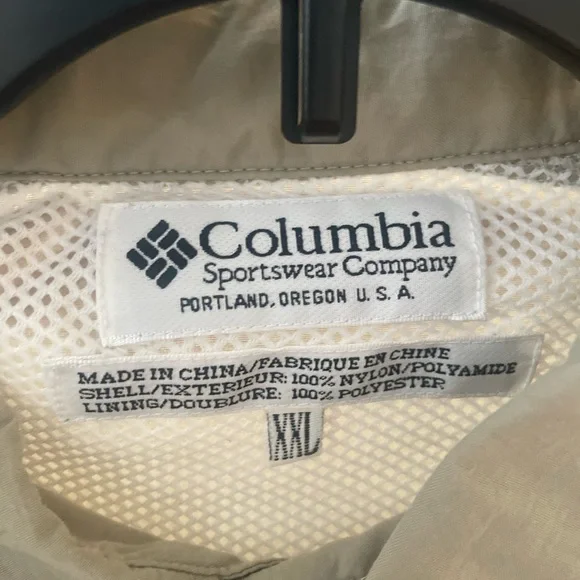 Columbia
Sportswear Company
PORTLAND, OREGON U. S. A.
MADE IN CHINA/FABRIQUE EN CHINE
SHELL/EXTERIEUR: 100% NYLON/POLYAMIDE
LINING/DOUBLURE: 100% POLYESTER
XXL